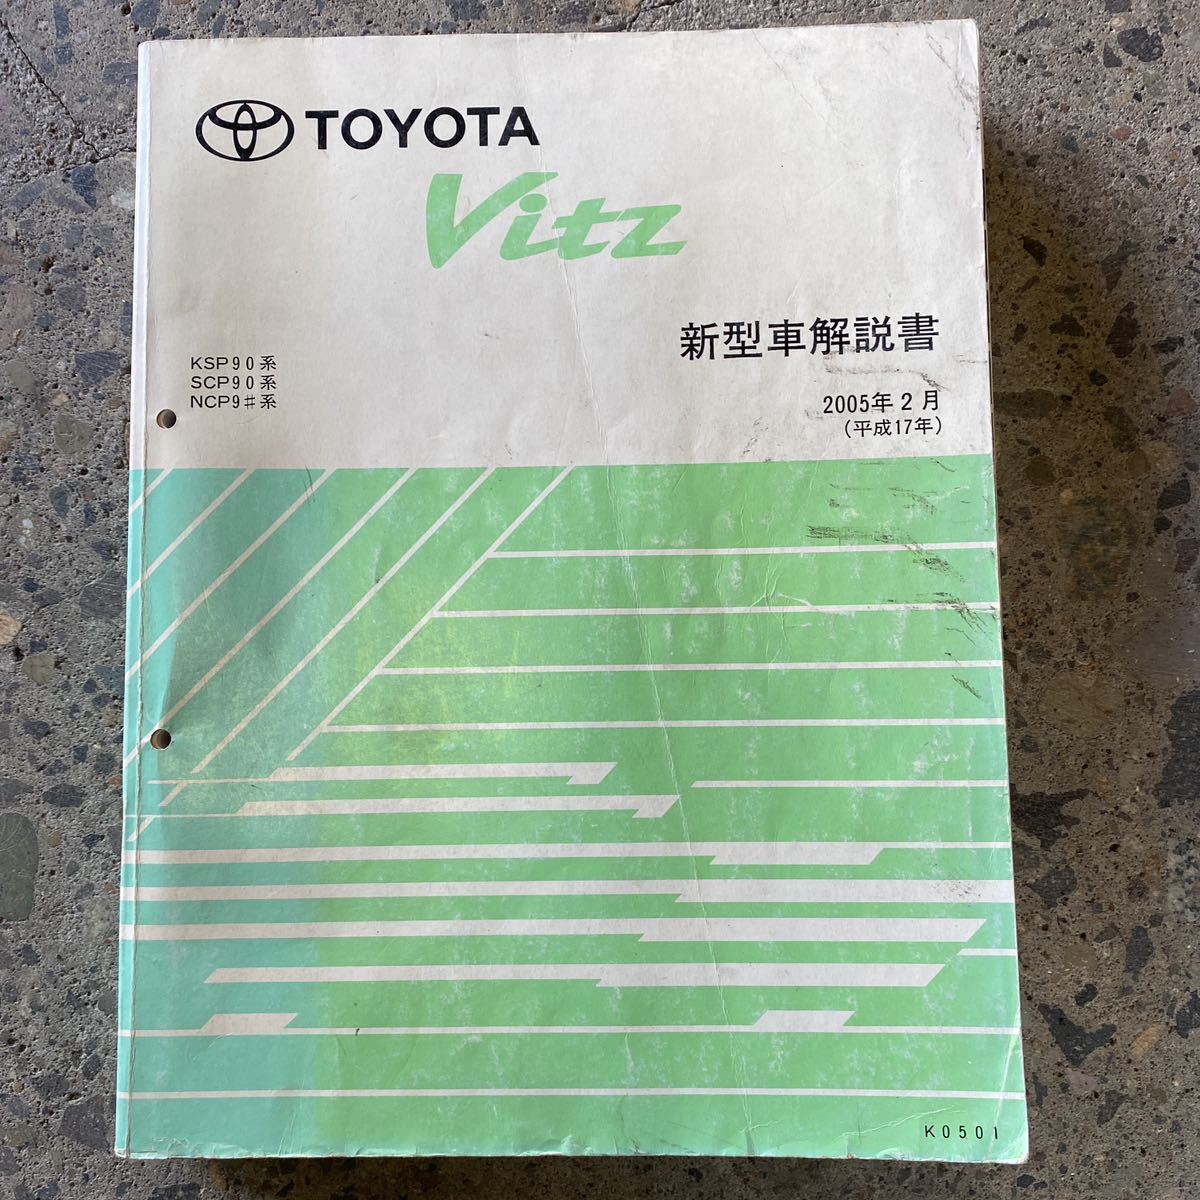 TOYOTA
Vitz
新型車解説書
KSP90系
SCP90系
NCP9#系
2005年2月
(平成17年)
K0501